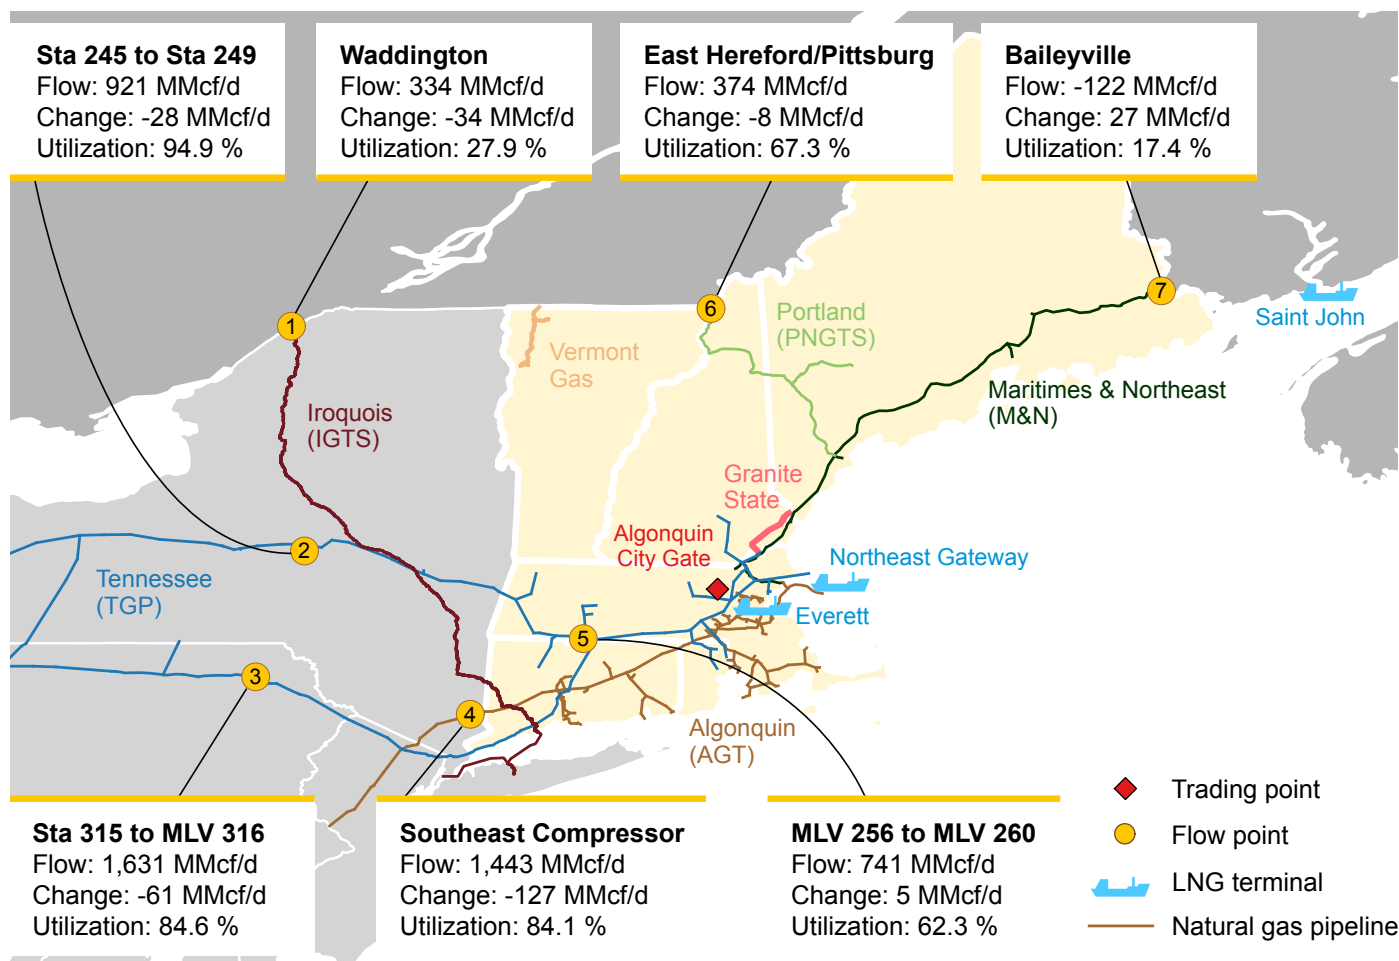 Sta 245 to Sta 249
Flow: 921 MMcf/d
Change: -28 MMcf/d
Utilization: 94.9 %
Waddington
Flow: 334 MMcf/d
Change: -34 MMcf/d
Utilization: 27.9 %
East Hereford/Pittsburg
Flow: 374 MMcf/d
Change: -8 MMcf/d
Utilization: 67.3 %
Baileyville
Flow: -122 MMcf/d
Change: 27 MMcf/d
Utilization: 17.4 %
7
6
1
Saint John
Portland
(PNGTS)
Vermont
Gas
Maritimes & Northeast
(M&N)
Iroquois
(IGTS)
Granite
State
Algonquin
City Gate
2
Northeast Gateway
Tennessee
(TGP)
Everett
5
3
4
Algonquin
(AGT)
Sta 315 to MLV 316
Flow: 1,631 MMcf/d
Change: -61 MMcf/d
Utilization: 84.6 %
Southeast Compressor
Flow: 1,443 MMcf/d
Change: -127 MMcf/d
Utilization: 84.1 %
MLV 256 to MLV 260
Flow: 741 MMcf/d
Change: 5 MMcf/d
Utilization: 62.3 %
Trading point
Flow point
LNG terminal
Natural gas pipeline